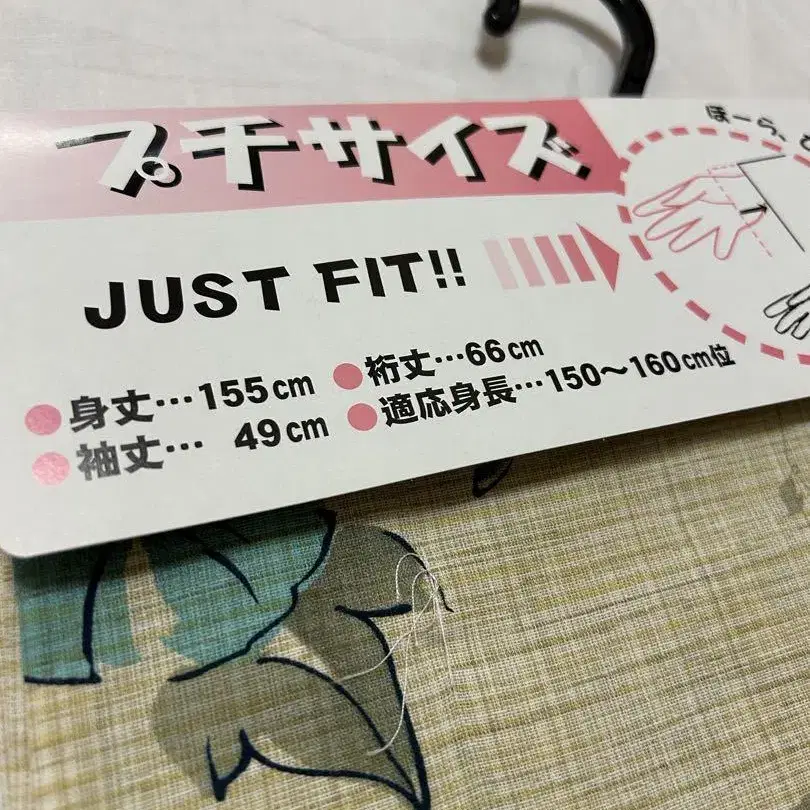 プチサイズ
ほーら、
JUST FIT!!
●身丈…155cm
●裄丈…66cm
●袖丈… 49cm
●適応身長…150〜160cm位